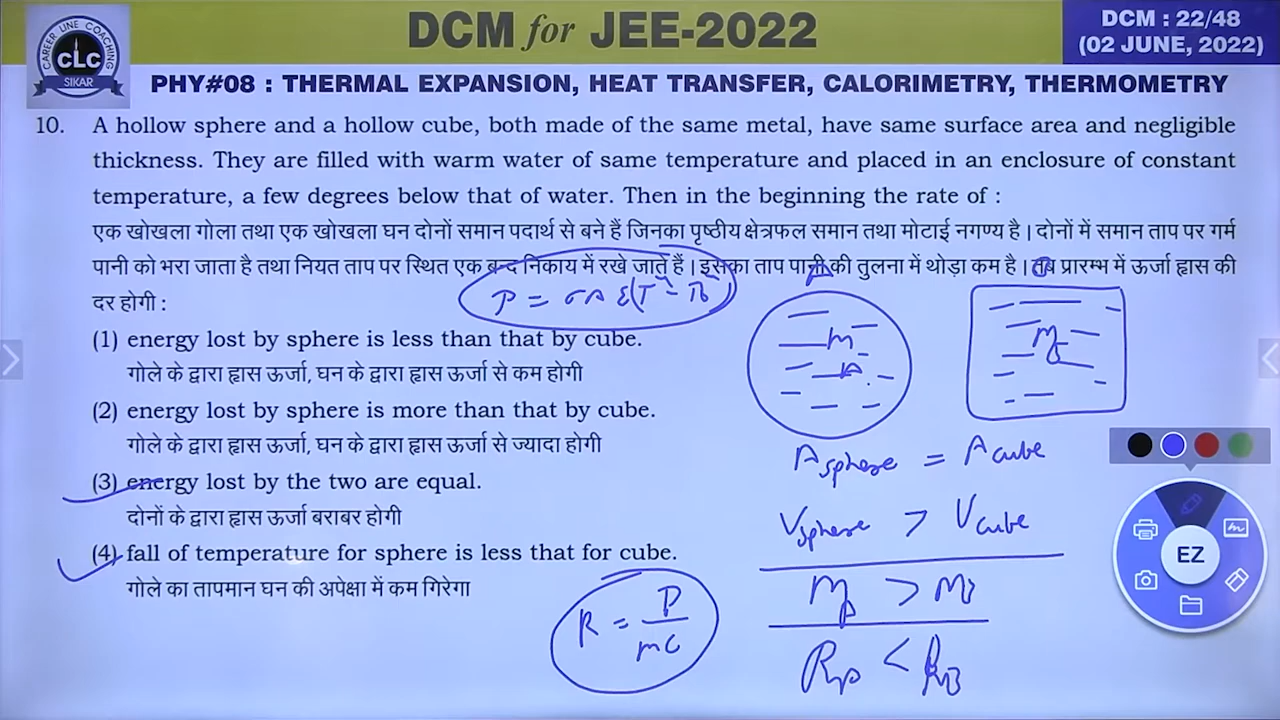 DCM for JEE-2022
DCM : 22/48
(02 JUNE, 2022)
CAREER LINE COACHING
CLC
SIKAR
PHY#08 : THERMAL EXPANSION, HEAT TRANSFER, CALORIMETRY, THERMOMETRY
10. A hollow sphere and a hollow cube, both made of the same metal, have same surface area and negligible
thickness. They are filled with warm water of same temperature and placed in an enclosure of constant
temperature, a few degrees below that of water. Then in the beginning the rate of :
एक खोखला गोला तथा एक खोखला घन दोनों समान पदार्थ से बने हैं जिनका पृष्ठीय क्षेत्रफल समान तथा मोटाई नगण्य है। दोनों में समान ताप पर गर्म
पानी को भरा जाता है तथा नियत ताप पर स्थित एक बन्द निकाय में रखे जाते हैं। इसका ताप पानी की तुलना में थोड़ा कम है। तब प्रारम्भ में ऊर्जा ह्रास की
दर होगी :
(1) energy lost by sphere is less than that by cube.
गोले के द्वारा ह्रास ऊर्जा, घन के द्वारा ह्रास ऊर्जा से कम होगी
(2) energy lost by sphere is more than that by cube.
गोले के द्वारा ह्रास ऊर्जा, घन के द्वारा ह्रास ऊर्जा से ज्यादा होगी
(3) energy lost by the two are equal.
दोनों के द्वारा ह्रास ऊर्जा बराबर होगी
(4) fall of temperature for sphere is less that for cube.
गोले का तापमान घन की अपेक्षा में कम गिरेगा
A
m
A sphere = A cube
V sphere > V cube
R = P/mc
EZ